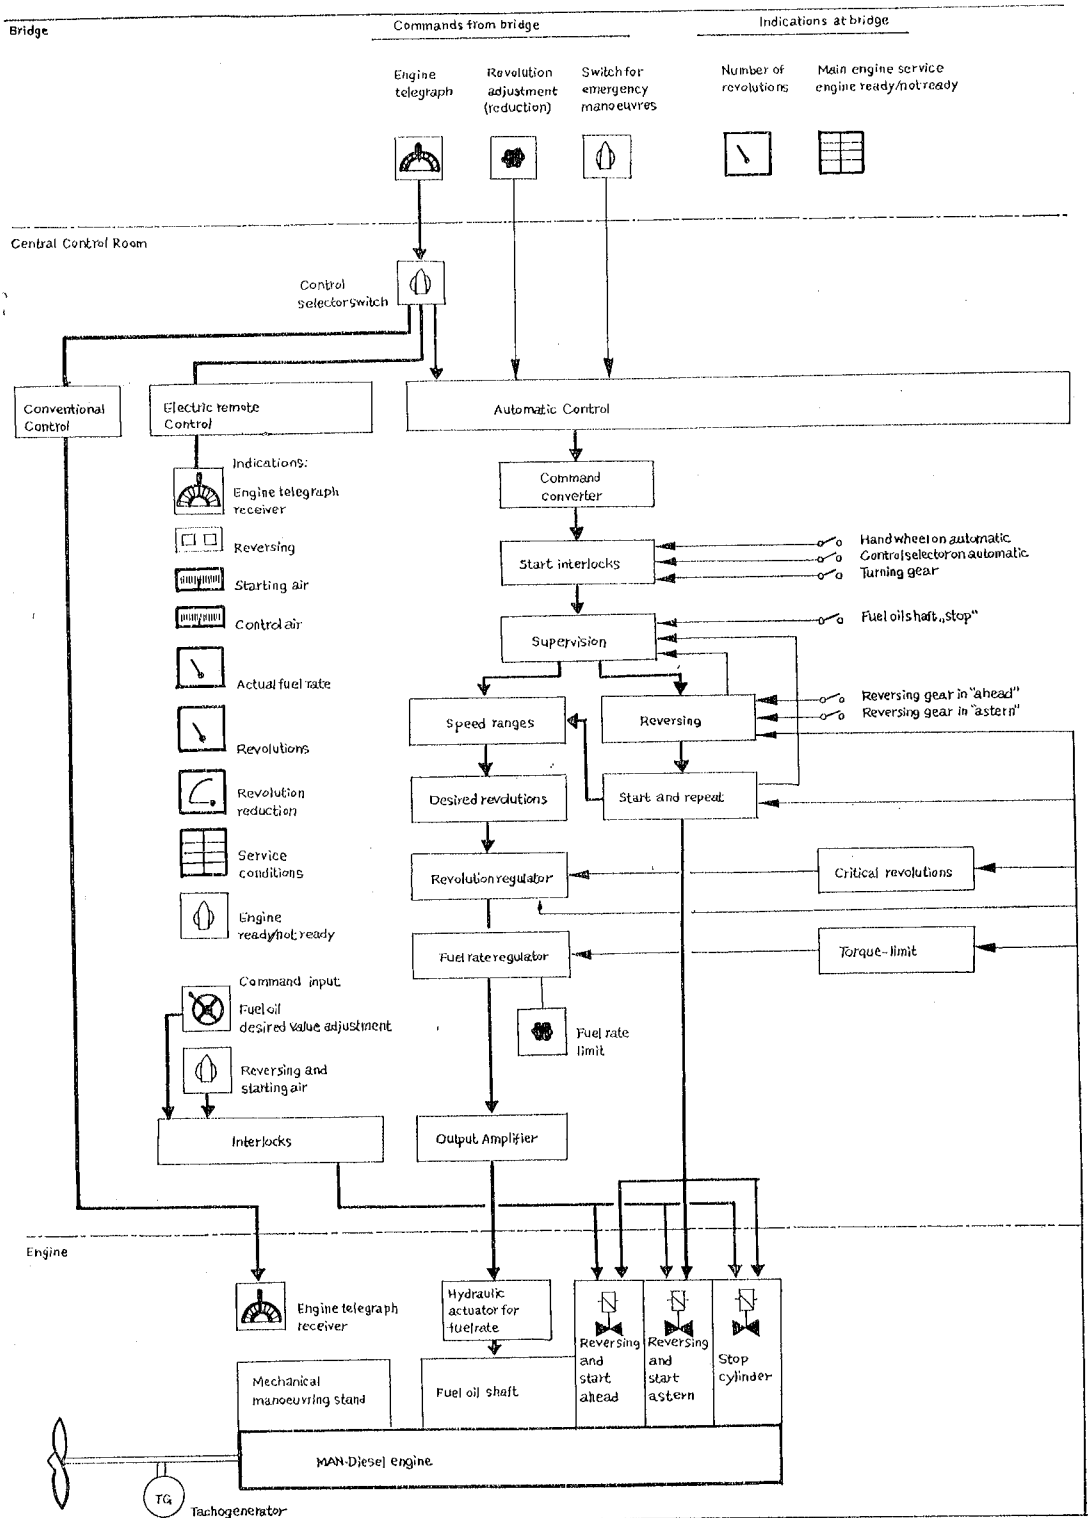 Bridge
Commands from bridge
Indications at bridge
Engine
telegraph
Revolution
adjustment
(reduction)
Switch for
emergency
manoeuvres
Number of
revolutions
Main engine service
engine ready/not ready
Central Control Room
Control
selector switch
Conventional
Control
Electric remote
Control
Automatic Control
Indications:
Engine telegraph
receiver
Reversing
Starting air
Control air
Actual fuel rate
Revolutions
Revolution
reduction
Service
conditions
Engine
ready/not ready
Command input
Fuel oil
desired value adjustment
Reversing and
starting air
Interlocks
Command
converter
Start interlocks
Hand wheel on automatic
Control selector on automatic
Turning gear
Supervision
Fuel oil shaft „stop"
Speed ranges
Reversing
Reversing gear in "ahead"
Reversing gear in "astern"
Desired revolutions
Start and repeat
Revolution regulator
Critical revolutions
Fuel rate regulator
Torque-limit
Fuel rate
limit
Output Amplifier
Engine
Engine telegraph
receiver
Hydraulic
actuator for
fuel rate
Reversing
and
start
ahead
Reversing
and
start
astern
Stop
cylinder
Mechanical
manoeuvring stand
Fuel oil shaft
MAN-Diesel engine
TG
Tachogenerator